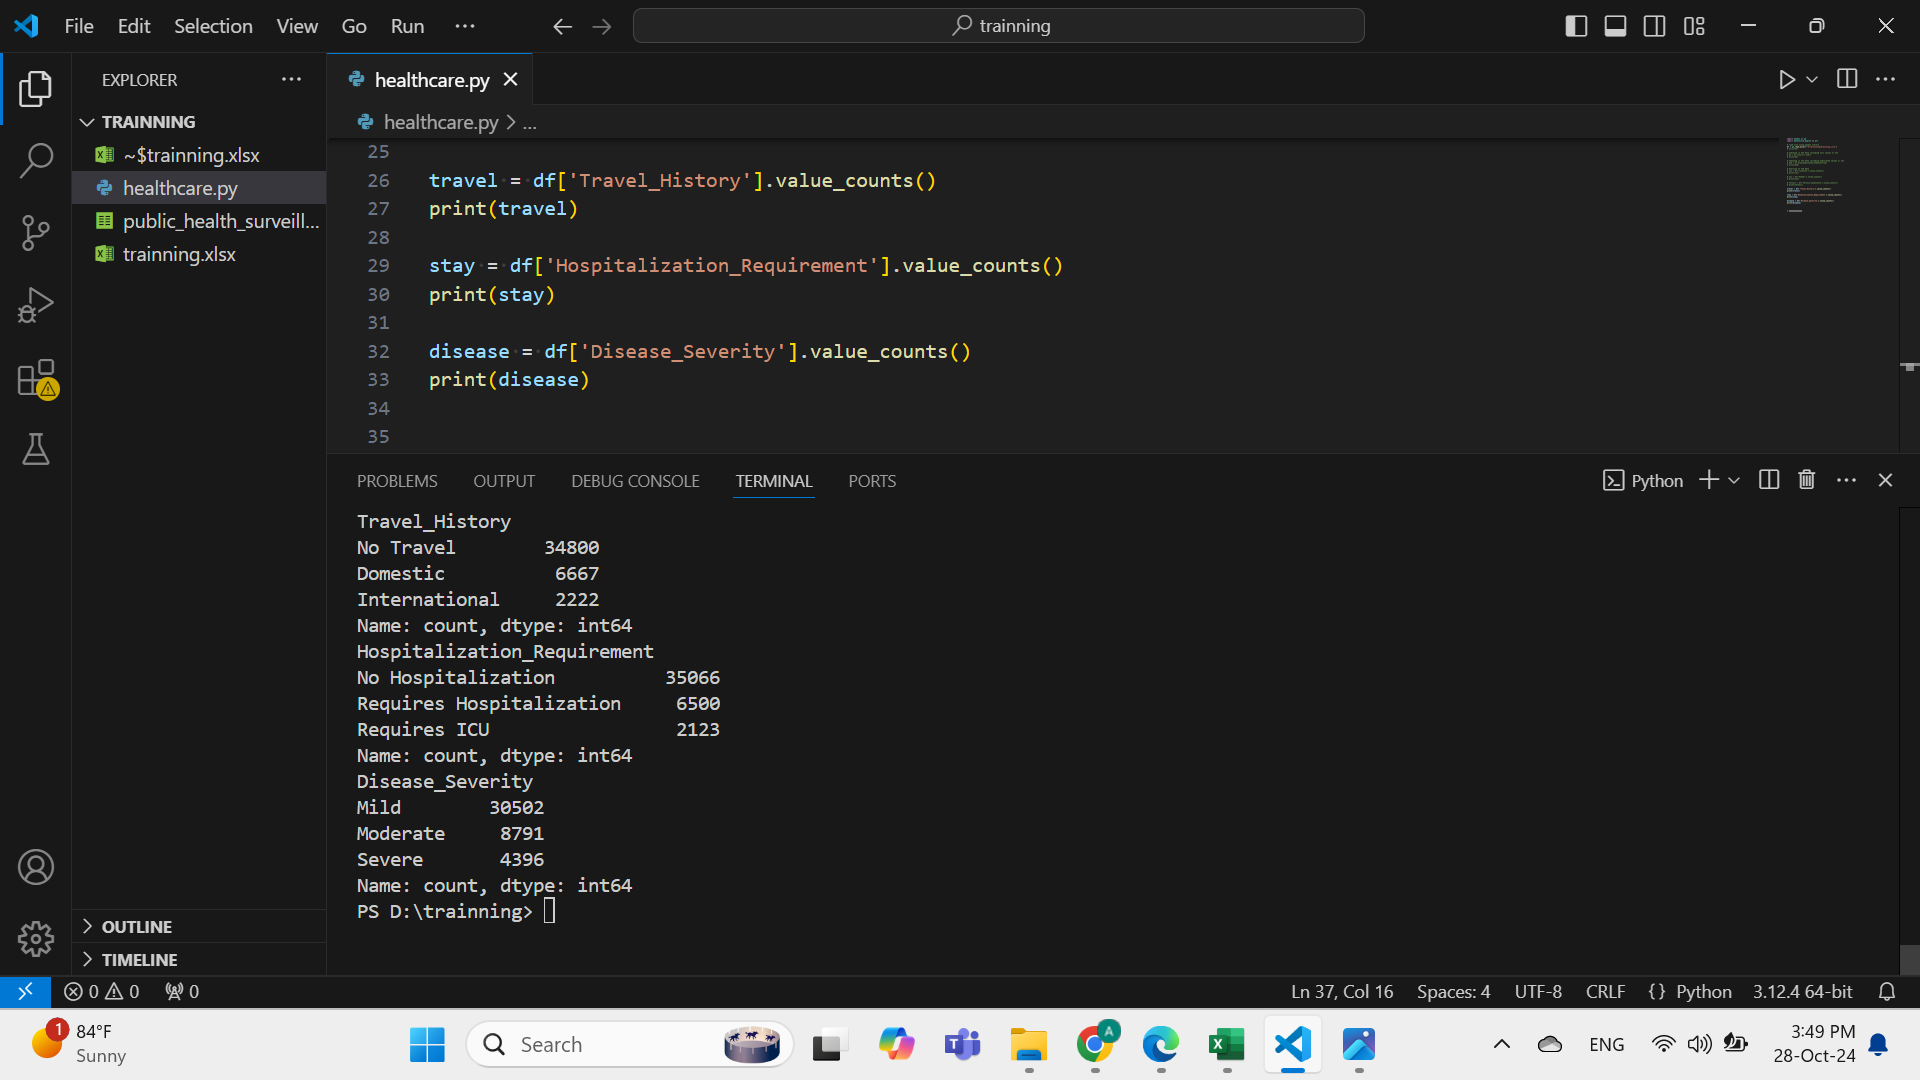 File Edit Selection View Go Run ···
trainning
EXPLORER
TRAINNING
~$trainning.xlsx
healthcare.py
public_health_surveill...
trainning.xlsx
OUTLINE
TIMELINE
healthcare.py
healthcare.py > ...
25
26 travel = df['Travel_History'].value_counts()
27 print(travel)
28
29 stay = df['Hospitalization_Requirement'].value_counts()
30 print(stay)
31
32 disease = df['Disease_Severity'].value_counts()
33 print(disease)
34
35
PROBLEMS OUTPUT DEBUG CONSOLE TERMINAL PORTS
Python
Travel_History
No Travel 34800
Domestic 6667
International 2222
Name: count, dtype: int64
Hospitalization_Requirement
No Hospitalization 35066
Requires Hospitalization 6500
Requires ICU 2123
Name: count, dtype: int64
Disease_Severity
Mild 30502
Moderate 8791
Severe 4396
Name: count, dtype: int64
PS D:\trainning>
0 0 0
Ln 37, Col 16 Spaces: 4 UTF-8 CRLF {} Python 3.12.4 64-bit
1
84°F
Sunny
Search
A
ENG
3:49 PM
28-Oct-24